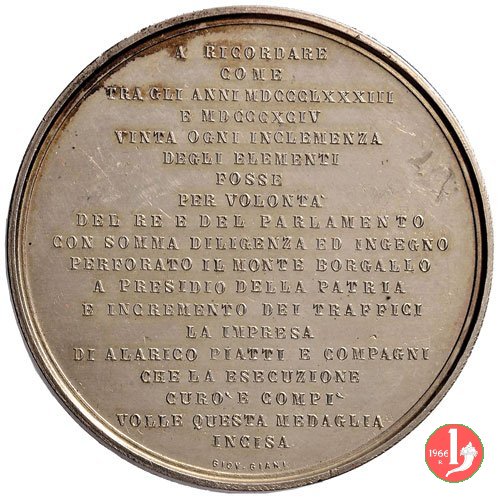 A RICORDARE
COME
TRA GLI ANNI MDCCCLXXXIII
E MDCCCXCIV
VINTA OGNI INCLEMENZA
DEGLI ELEMENTI
FOSSE
PER VOLONTA'
DEL RE E DEL PARLAMENTO
CON SOMMA DILIGENZA ED INGEGNO
PERFORATO IL MONTE BORGALLO
A PRESIDIO DELLA PATRIA
E INCREMENTO DEI TRAFFICI
LA IMPRESA
DI ALARICO PIATTI E COMPAGNI
CHE LA ESECUZIONE
CURO' E COMPI'
VOLLE QUESTA MEDAGLIA
INCISA
GIOV. GIANI
1966
R